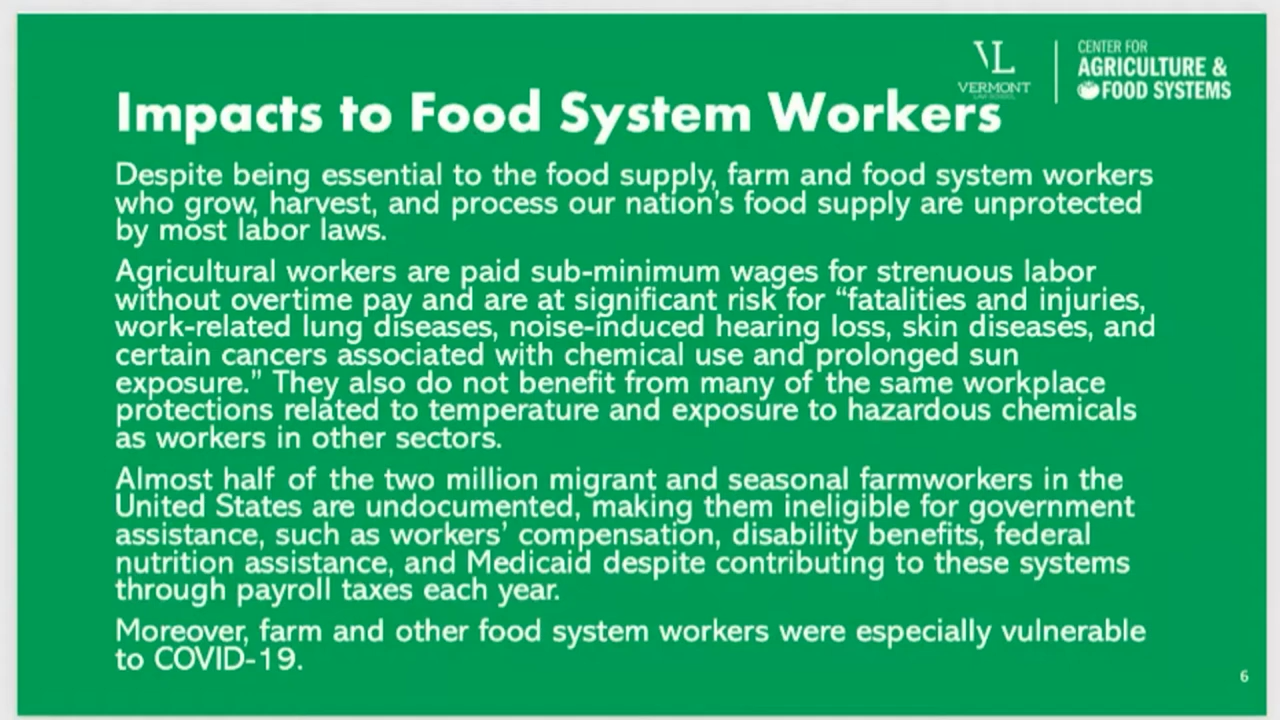 VL
VERMONT
LAW SCHOOL
CENTER FOR
AGRICULTURE &
FOOD SYSTEMS
Impacts to Food System Workers
Despite being essential to the food supply, farm and food system workers
who grow, harvest, and process our nation's food supply are unprotected
by most labor laws.
Agricultural workers are paid sub-minimum wages for strenuous labor
without overtime pay and are at significant risk for “fatalities and injuries,
work-related lung diseases, noise-induced hearing loss, skin diseases, and
certain cancers associated with chemical use and prolonged sun
exposure.” They also do not benefit from many of the same workplace
protections related to temperature and exposure to hazardous chemicals
as workers in other sectors.
Almost half of the two million migrant and seasonal farmworkers in the
United States are undocumented, making them ineligible for government
assistance, such as workers’ compensation, disability benefits, federal
nutrition assistance, and Medicaid despite contributing to these systems
through payroll taxes each year.
Moreover, farm and other food system workers were especially vulnerable
to COVID-19.
6